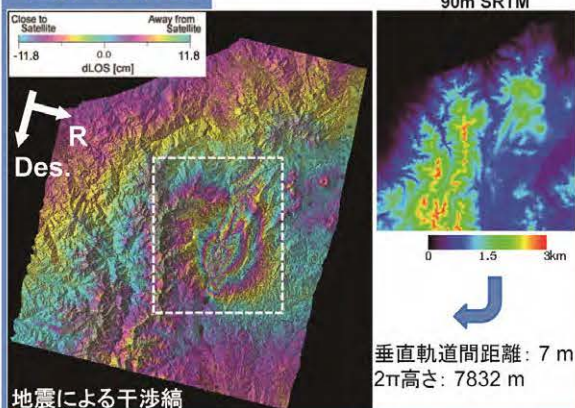 Close to Satellite
Away from Satellite
-11.8 0.0 11.8
dLOS [cm]
R
Des.
地震による干渉縞
90m SRTM
0 1.5 3km
垂直軌道間距離: 7 m
2π高さ: 7832 m